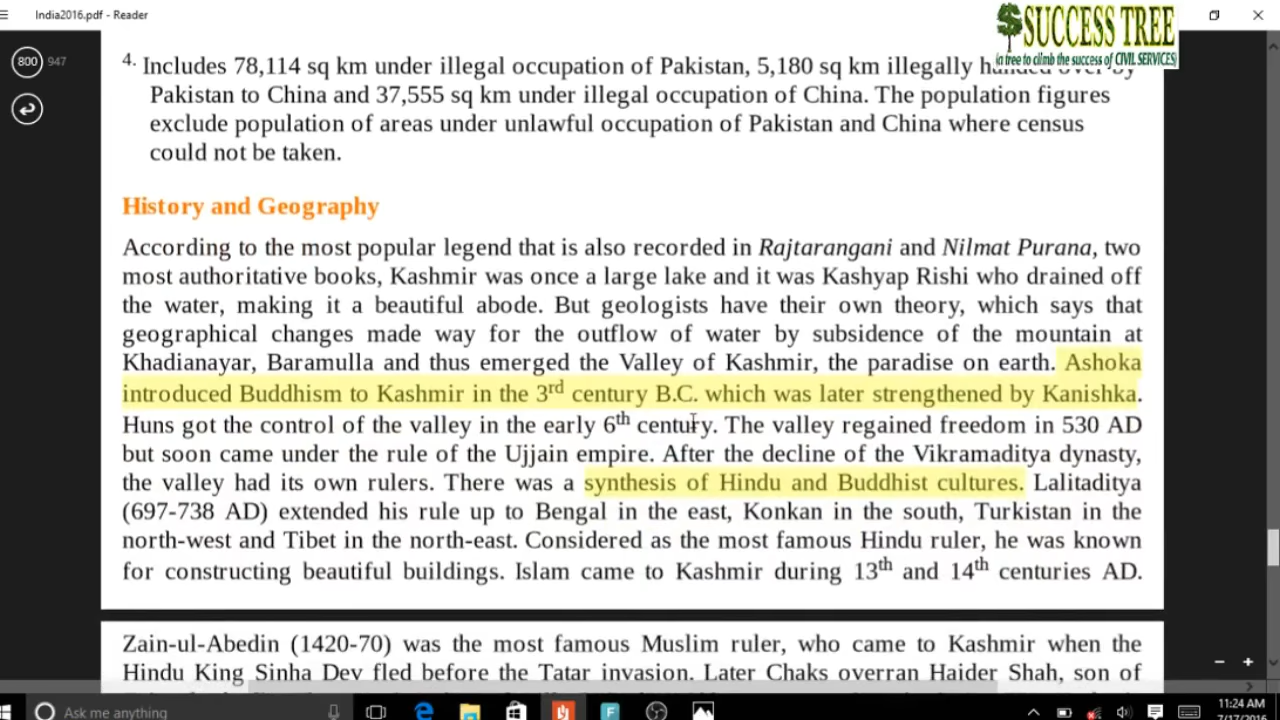 India2016.pdf - Reader
SUCCESS TREE
(a tree to climb the success of CIVIL SERVICES)
800 947
4. Includes 78,114 sq km under illegal occupation of Pakistan, 5,180 sq km illegally handed over by
Pakistan to China and 37,555 sq km under illegal occupation of China. The population figures
exclude population of areas under unlawful occupation of Pakistan and China where census
could not be taken.
History and Geography
According to the most popular legend that is also recorded in Rajtarangani and Nilmat Purana, two
most authoritative books, Kashmir was once a large lake and it was Kashyap Rishi who drained off
the water, making it a beautiful abode. But geologists have their own theory, which says that
geographical changes made way for the outflow of water by subsidence of the mountain at
Khadianayar, Baramulla and thus emerged the Valley of Kashmir, the paradise on earth. Ashoka
introduced Buddhism to Kashmir in the 3rd century B.C. which was later strengthened by Kanishka.
Huns got the control of the valley in the early 6th century. The valley regained freedom in 530 AD
but soon came under the rule of the Ujjain empire. After the decline of the Vikramaditya dynasty,
the valley had its own rulers. There was a synthesis of Hindu and Buddhist cultures. Lalitaditya
(697-738 AD) extended his rule up to Bengal in the east, Konkan in the south, Turkistan in the
north-west and Tibet in the north-east. Considered as the most famous Hindu ruler, he was known
for constructing beautiful buildings. Islam came to Kashmir during 13th and 14th centuries AD.
Zain-ul-Abedin (1420-70) was the most famous Muslim ruler, who came to Kashmir when the
Hindu King Sinha Dev fled before the Tatar invasion. Later Chaks overran Haider Shah, son of
Ask me anything
11:24 AM
7/17/2016